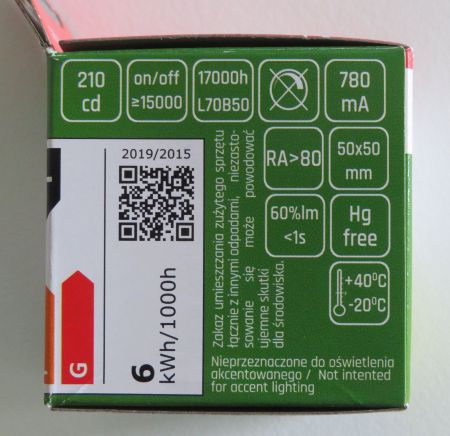 210
cd
on/off
≥15000
17000h
L70B50
780
mA
2019/2015
RA>80
50x50
mm
60%lm
<1s
Hg
free
+40°C
-20°C
G
6
kWh/1000h
Zakaz umieszczania zużytego sprzętu
łącznie z innymi odpadami, niezasto-
sowanie się może powodować
ujemne skutki
dla środowiska.
Nieprzeznaczone do oświetlenia
akcentowanego / Not intended
for accent lighting